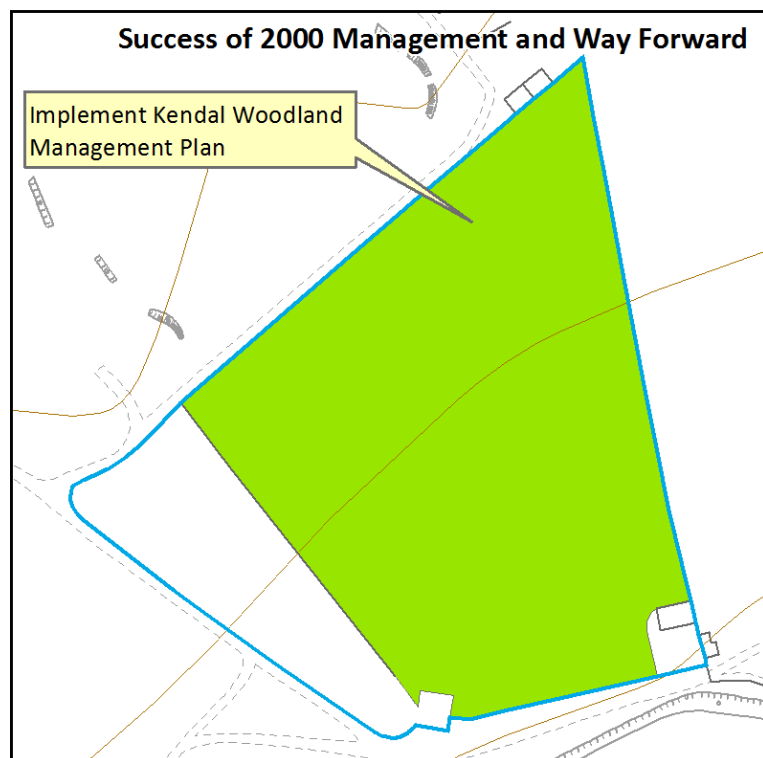 Success of 2000 Management and Way Forward
Implement Kendal Woodland
Management Plan